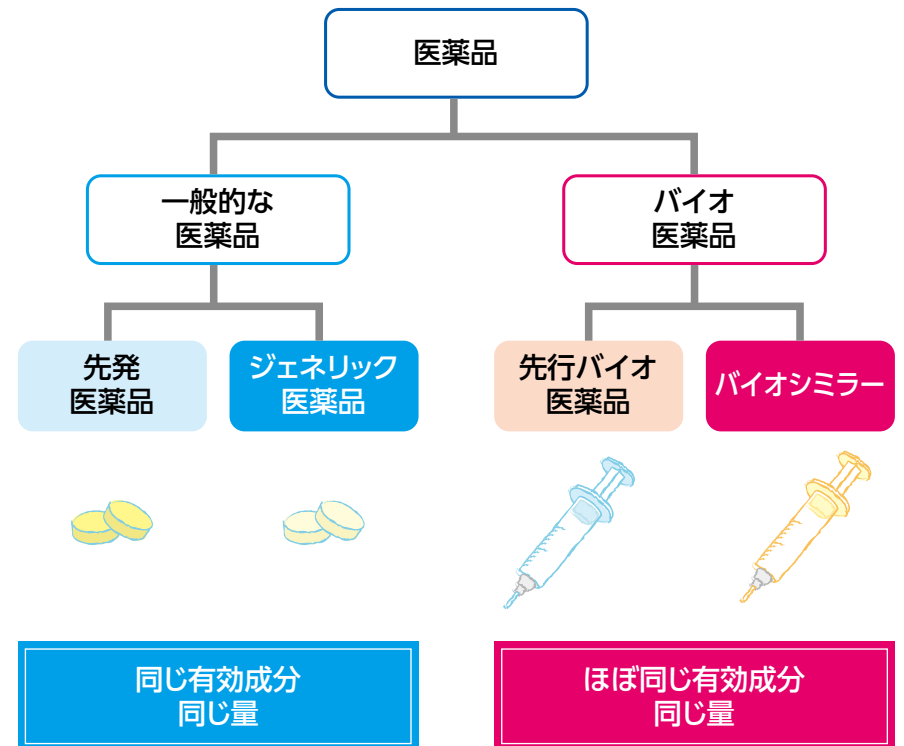 医薬品
一般的な
医薬品
バイオ
医薬品
先発
医薬品
ジェネリック
医薬品
先行バイオ
医薬品
バイオシミラー
同じ有効成分
同じ量
ほぼ同じ有効成分
同じ量